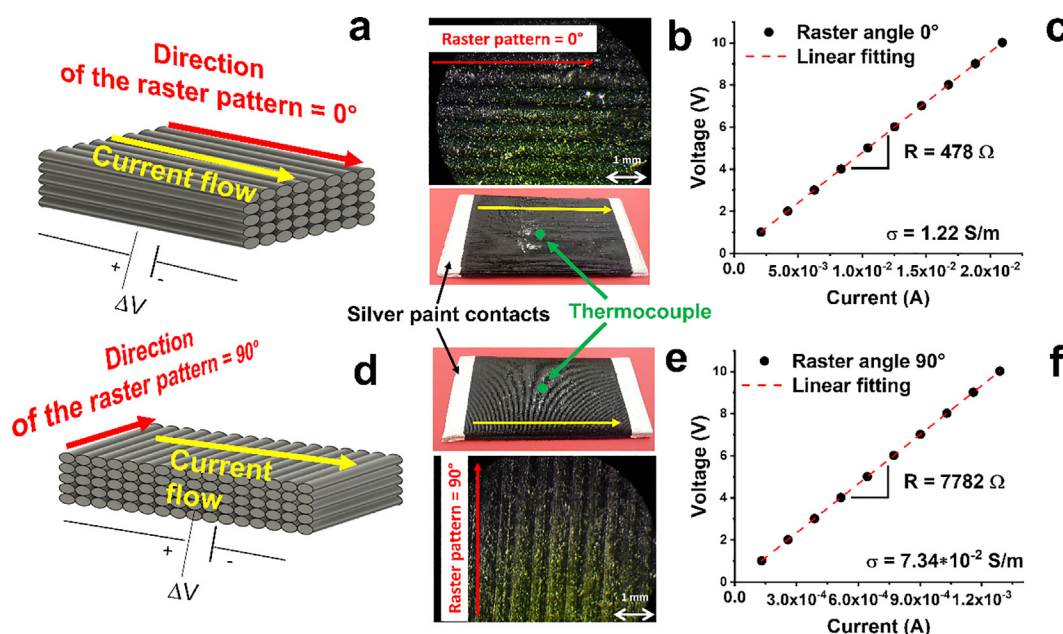 a
Direction
of the raster pattern = 0°
Current flow
+
-
ΔV
Raster pattern = 0°
1 mm
b
Silver paint contacts
Thermocouple
c
Voltage (V)
10
8
6
4
2
0
Raster angle 0°
Linear fitting
R = 478 Ω
σ = 1.22 S/m
0.0
5.0x10⁻³
1.0x10⁻²
1.5x10⁻²
2.0x10⁻²
Current (A)
d
Direction
of the raster pattern = 90°
Current
flow
+
-
ΔV
e
Raster pattern = 90°
1 mm
f
Voltage (V)
10
8
6
4
2
0
Raster angle 90°
Linear fitting
R = 7782 Ω
σ = 7.34*10⁻² S/m
0.0
3.0x10⁻⁴
6.0x10⁻⁴
9.0x10⁻⁴
1.2x10⁻³
Current (A)